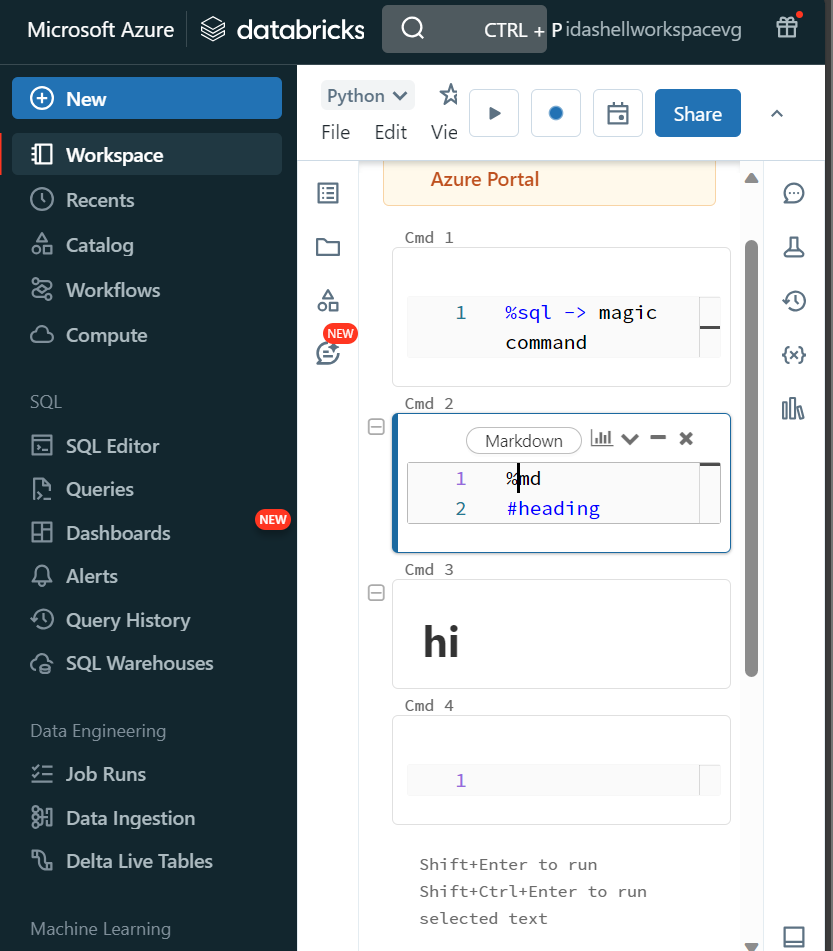 Microsoft Azure
databricks
CTRL + P
idashellworkspacevg
New
Workspace
Recents
Catalog
Workflows
Compute
SQL
SQL Editor
Queries
Dashboards
NEW
Alerts
Query History
SQL Warehouses
Data Engineering
Job Runs
Data Ingestion
Delta Live Tables
Machine Learning
Python
File Edit Vie
Share
NEW
Azure Portal
Cmd 1
1 %sql -> magic
command
Cmd 2
Markdown
1 %md
2 #heading
Cmd 3
hi
Cmd 4
1
Shift+Enter to run
Shift+Ctrl+Enter to run
selected text
{x}